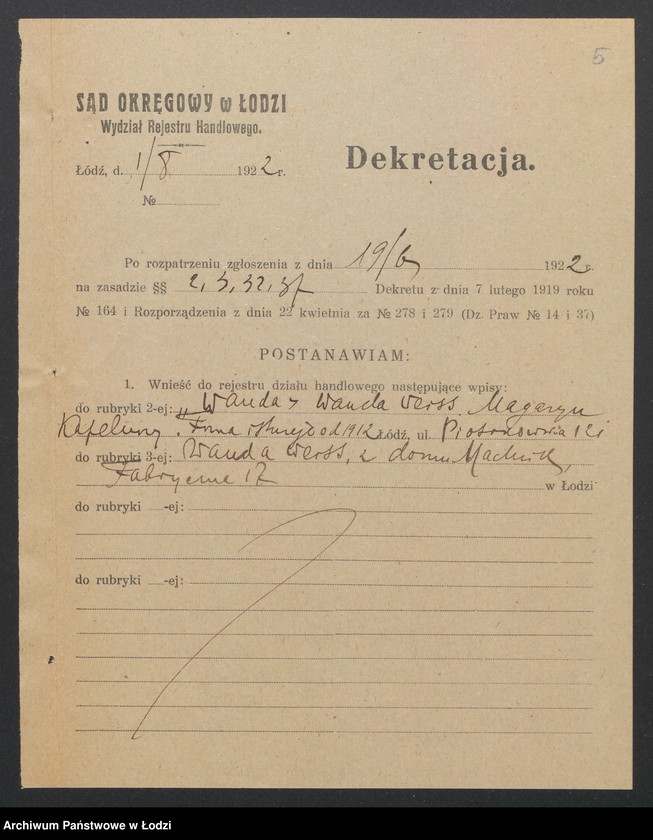 5
SĄD OKRĘGOWY w ŁODZI
Wydział Rejestru Handlowego.
Dekretacja.
Łódź, d. 1/8 1922 r.
№
Po rozpatrzeniu zgłoszenia z dnia 19/6 1922 r.
na zasadzie §§ 2, 3, 32, 37 Dekretu z dnia 7 lutego 1919 roku
№ 164 i Rozporządzenia z dnia 22 kwietnia za № 278 i 279 (Dz. Praw № 14 i 37)
POSTANAWIAM:
1. Wnieść do rejestru działu handlowego następujące wpisy:
do rubryki 2-ej: „Wanda" Wanda Weiss. Magazyn
Firma istnieje od 1912 Łódź, ul. Piotrkowska
do rubryki 3-ej: Wanda Weiss, z domu
17 w Łodzi
do rubryki -ej:
do rubryki -ej:
Archiwum Państwowe w Łodzi